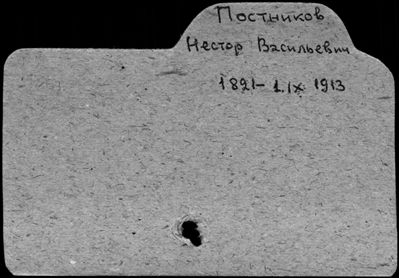 Постников
Нестор Васильевич
1821- 1.IX 1913